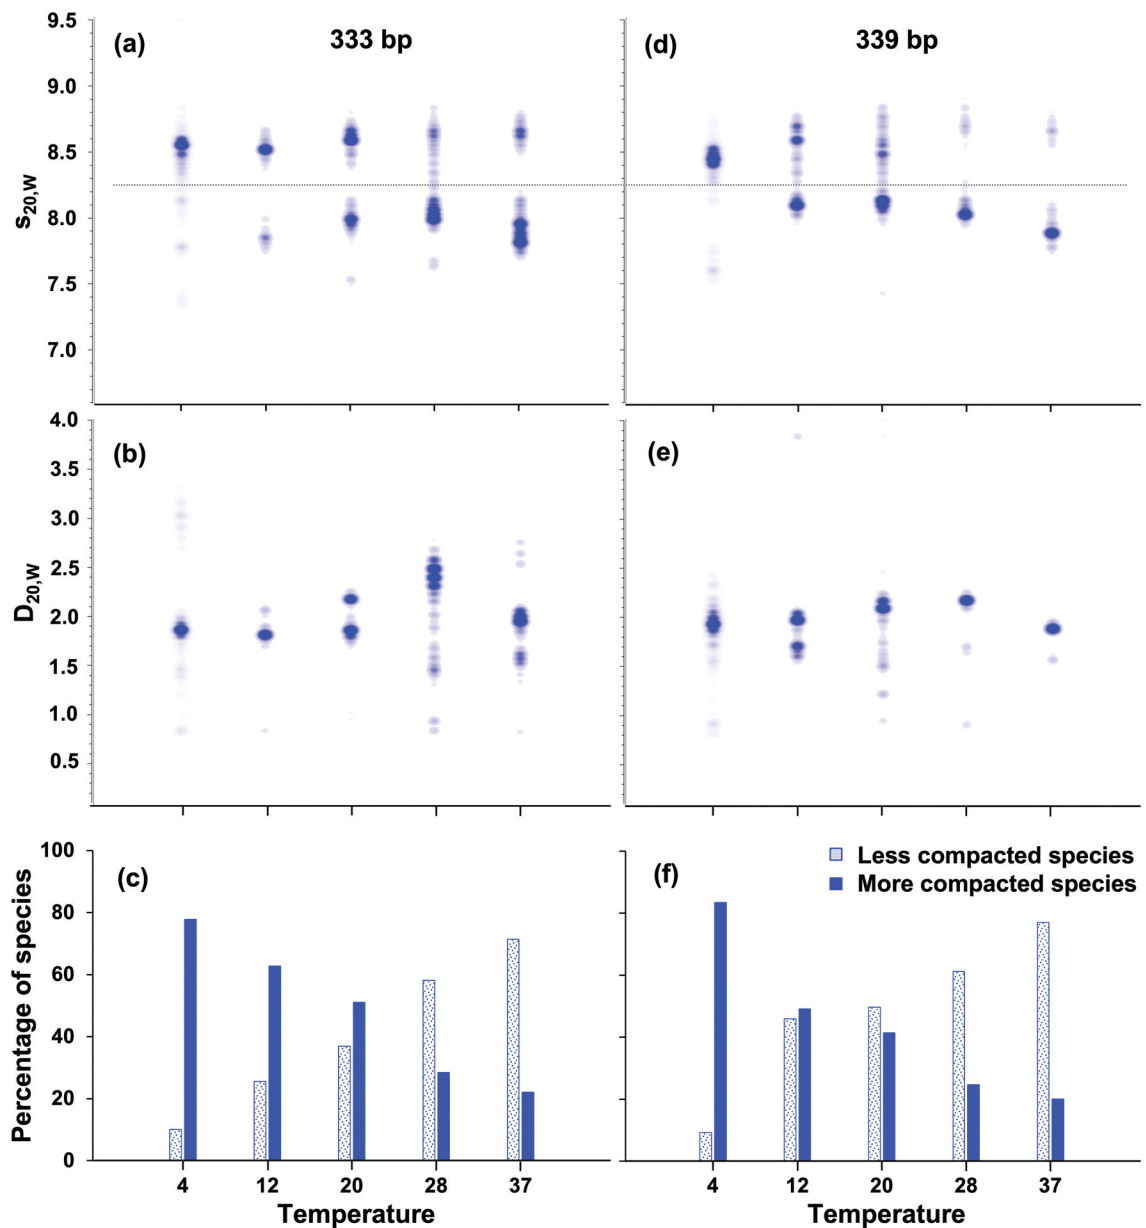 (a) 333 bp
9.5
9.0
8.5
8.0
7.5
7.0
s20,W
(d) 339 bp
(b)
4.0
3.5
3.0
2.5
2.0
1.5
1.0
0.5
D20,W
(e)
(c)
100
80
60
40
20
0
Percentage of species
4 12 20 28 37
Temperature
(f)
Less compacted species
More compacted species
4 12 20 28 37
Temperature